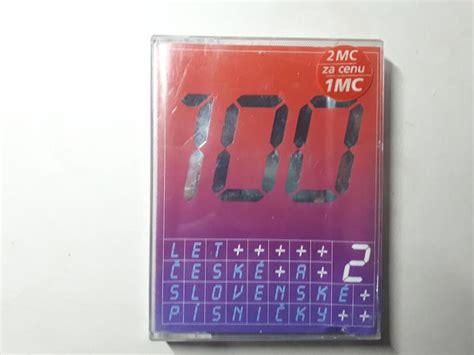 2MC
za cenu
1MC
100
LET+++++
ČESKÉ+A+ 2
SLOVENSKÉ+
PÍSNIČKY++